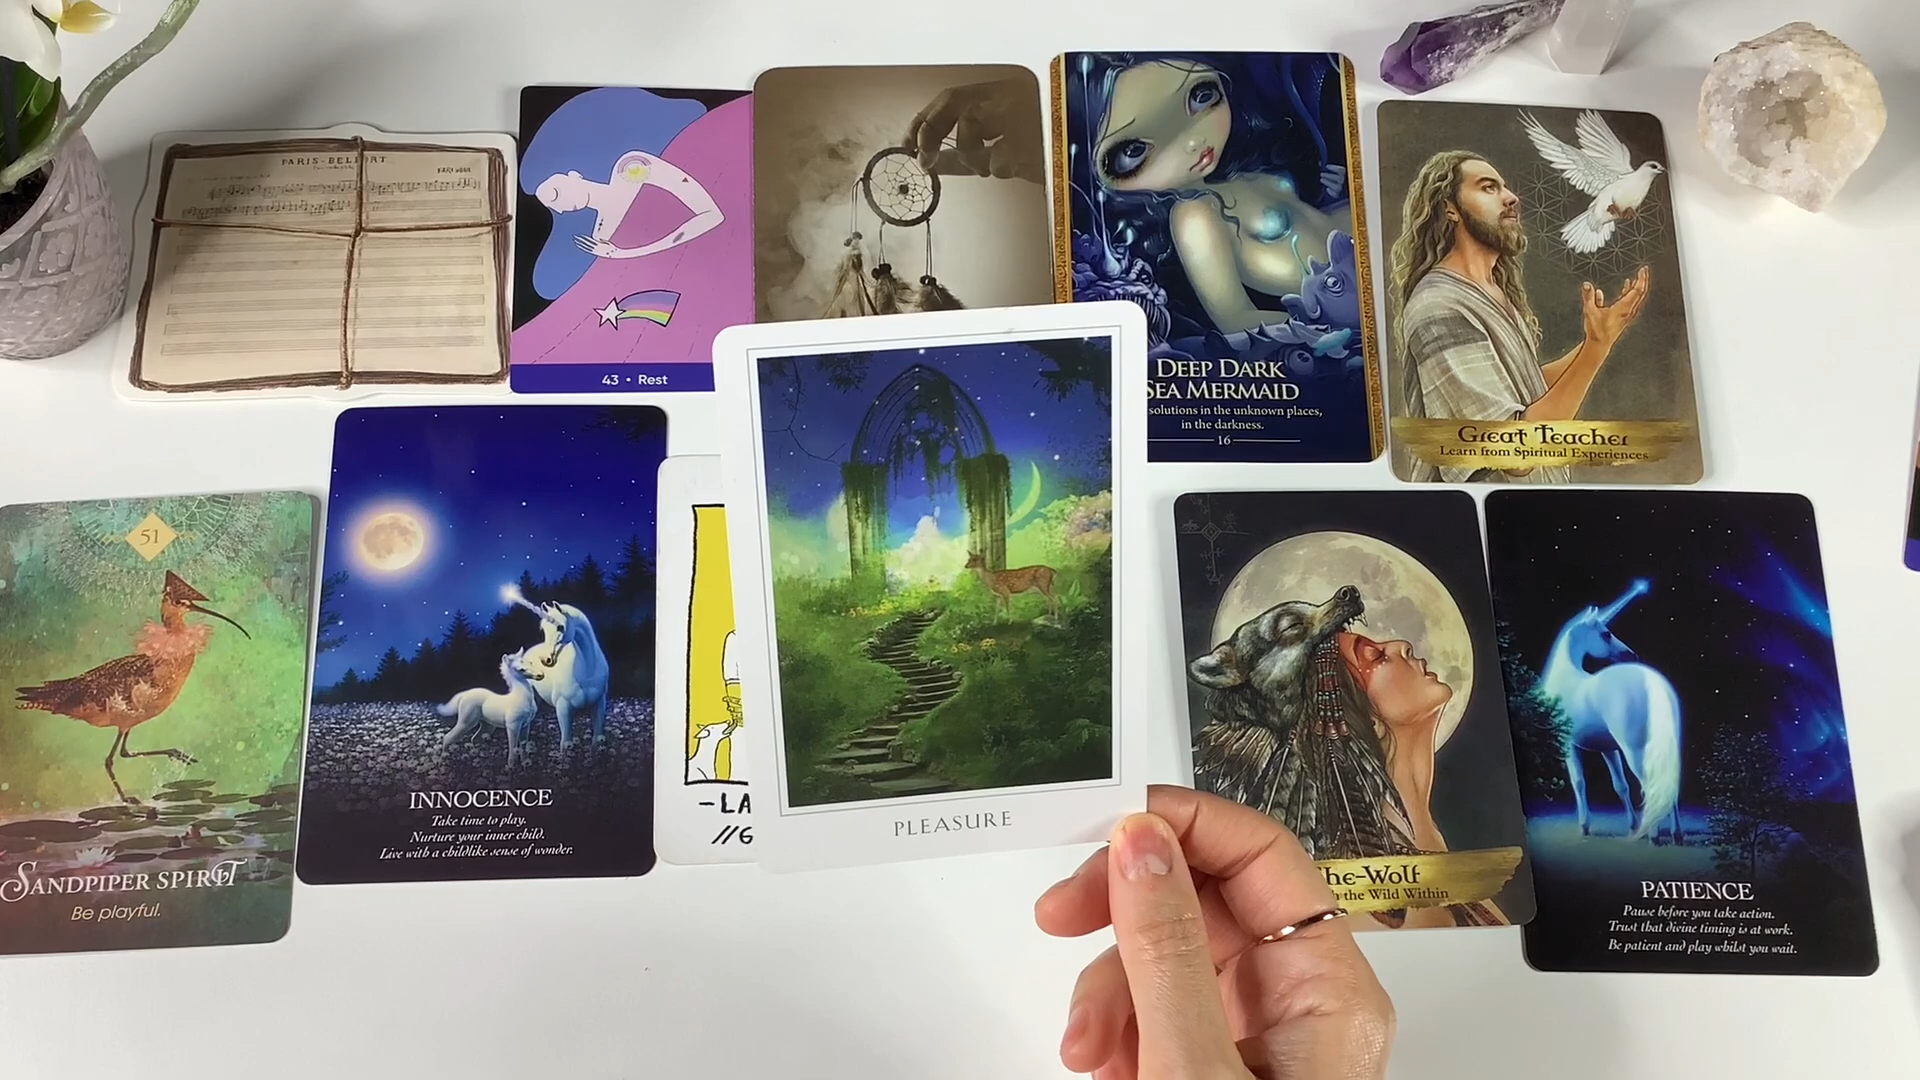 PARIS-BELFORT
43 • Rest
DEEP DARK
SEA MERMAID
solutions in the unknown places,
in the darkness.
16
Great Teacher
Learn from Spiritual Experiences
51
SANDPIPER SPIRIT
Be playful.
INNOCENCE
Take time to play.
Nurture your inner child.
Live with a childlike sense of wonder.
-LA
//G
PLEASURE
he-Wolf
the Wild Within
PATIENCE
Pause before you take action.
Trust that divine timing is at work.
Be patient and play whilst you wait.